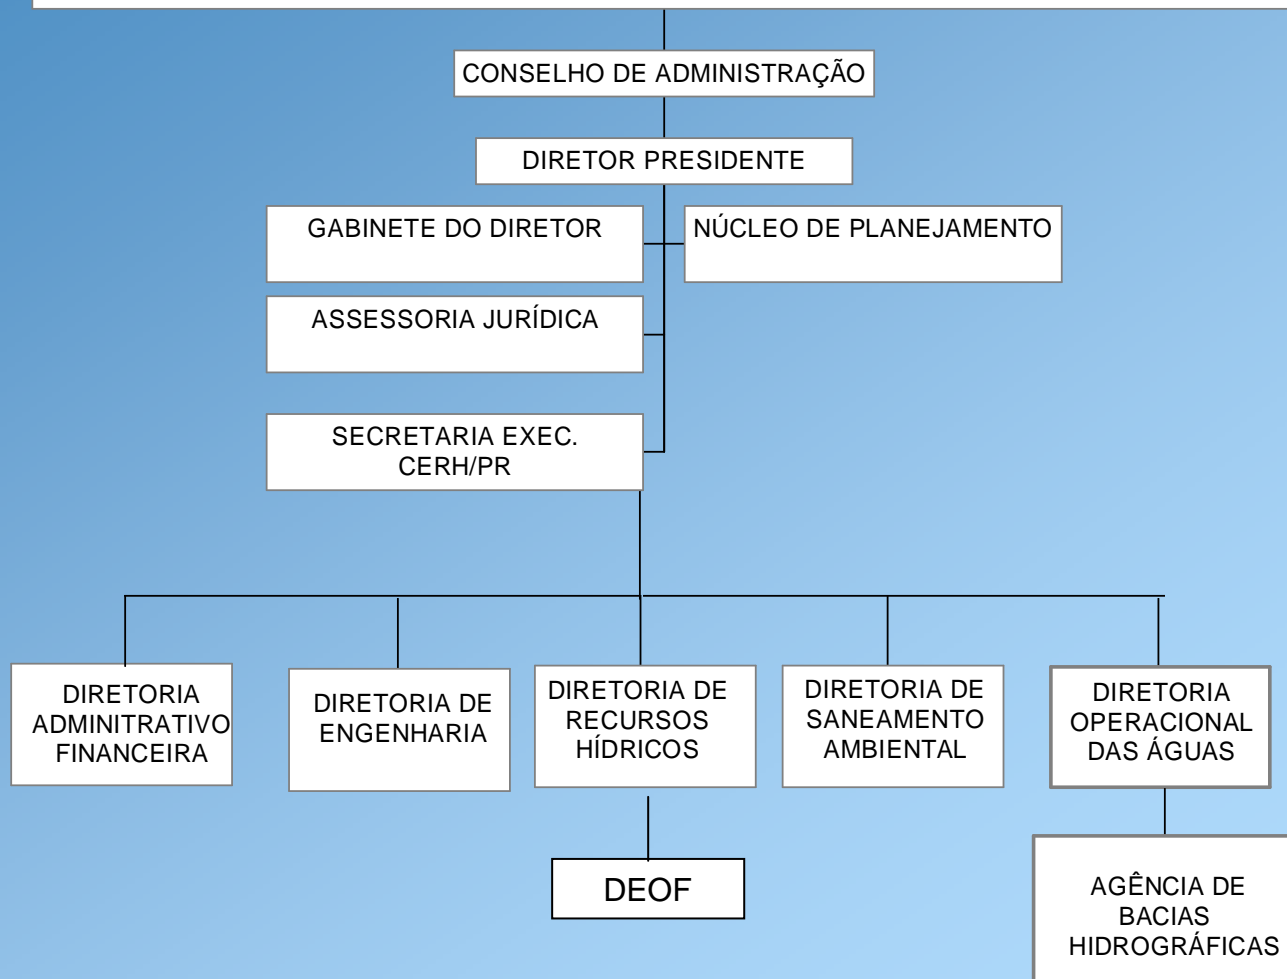 CONSELHO DE ADMINISTRAÇÃO
DIRETOR PRESIDENTE
GABINETE DO DIRETOR
NÚCLEO DE PLANEJAMENTO
ASSESSORIA JURÍDICA
SECRETARIA EXEC.
CERH/PR
DIRETORIA
ADMINITRATIVO
FINANCEIRA
DIRETORIA DE
ENGENHARIA
DIRETORIA DE
RECURSOS
HÍDRICOS
DIRETORIA DE
SANEAMENTO
AMBIENTAL
DIRETORIA
OPERACIONAL
DAS ÁGUAS
DEOF
AGÊNCIA DE
BACIAS
HIDROGRÁFICAS